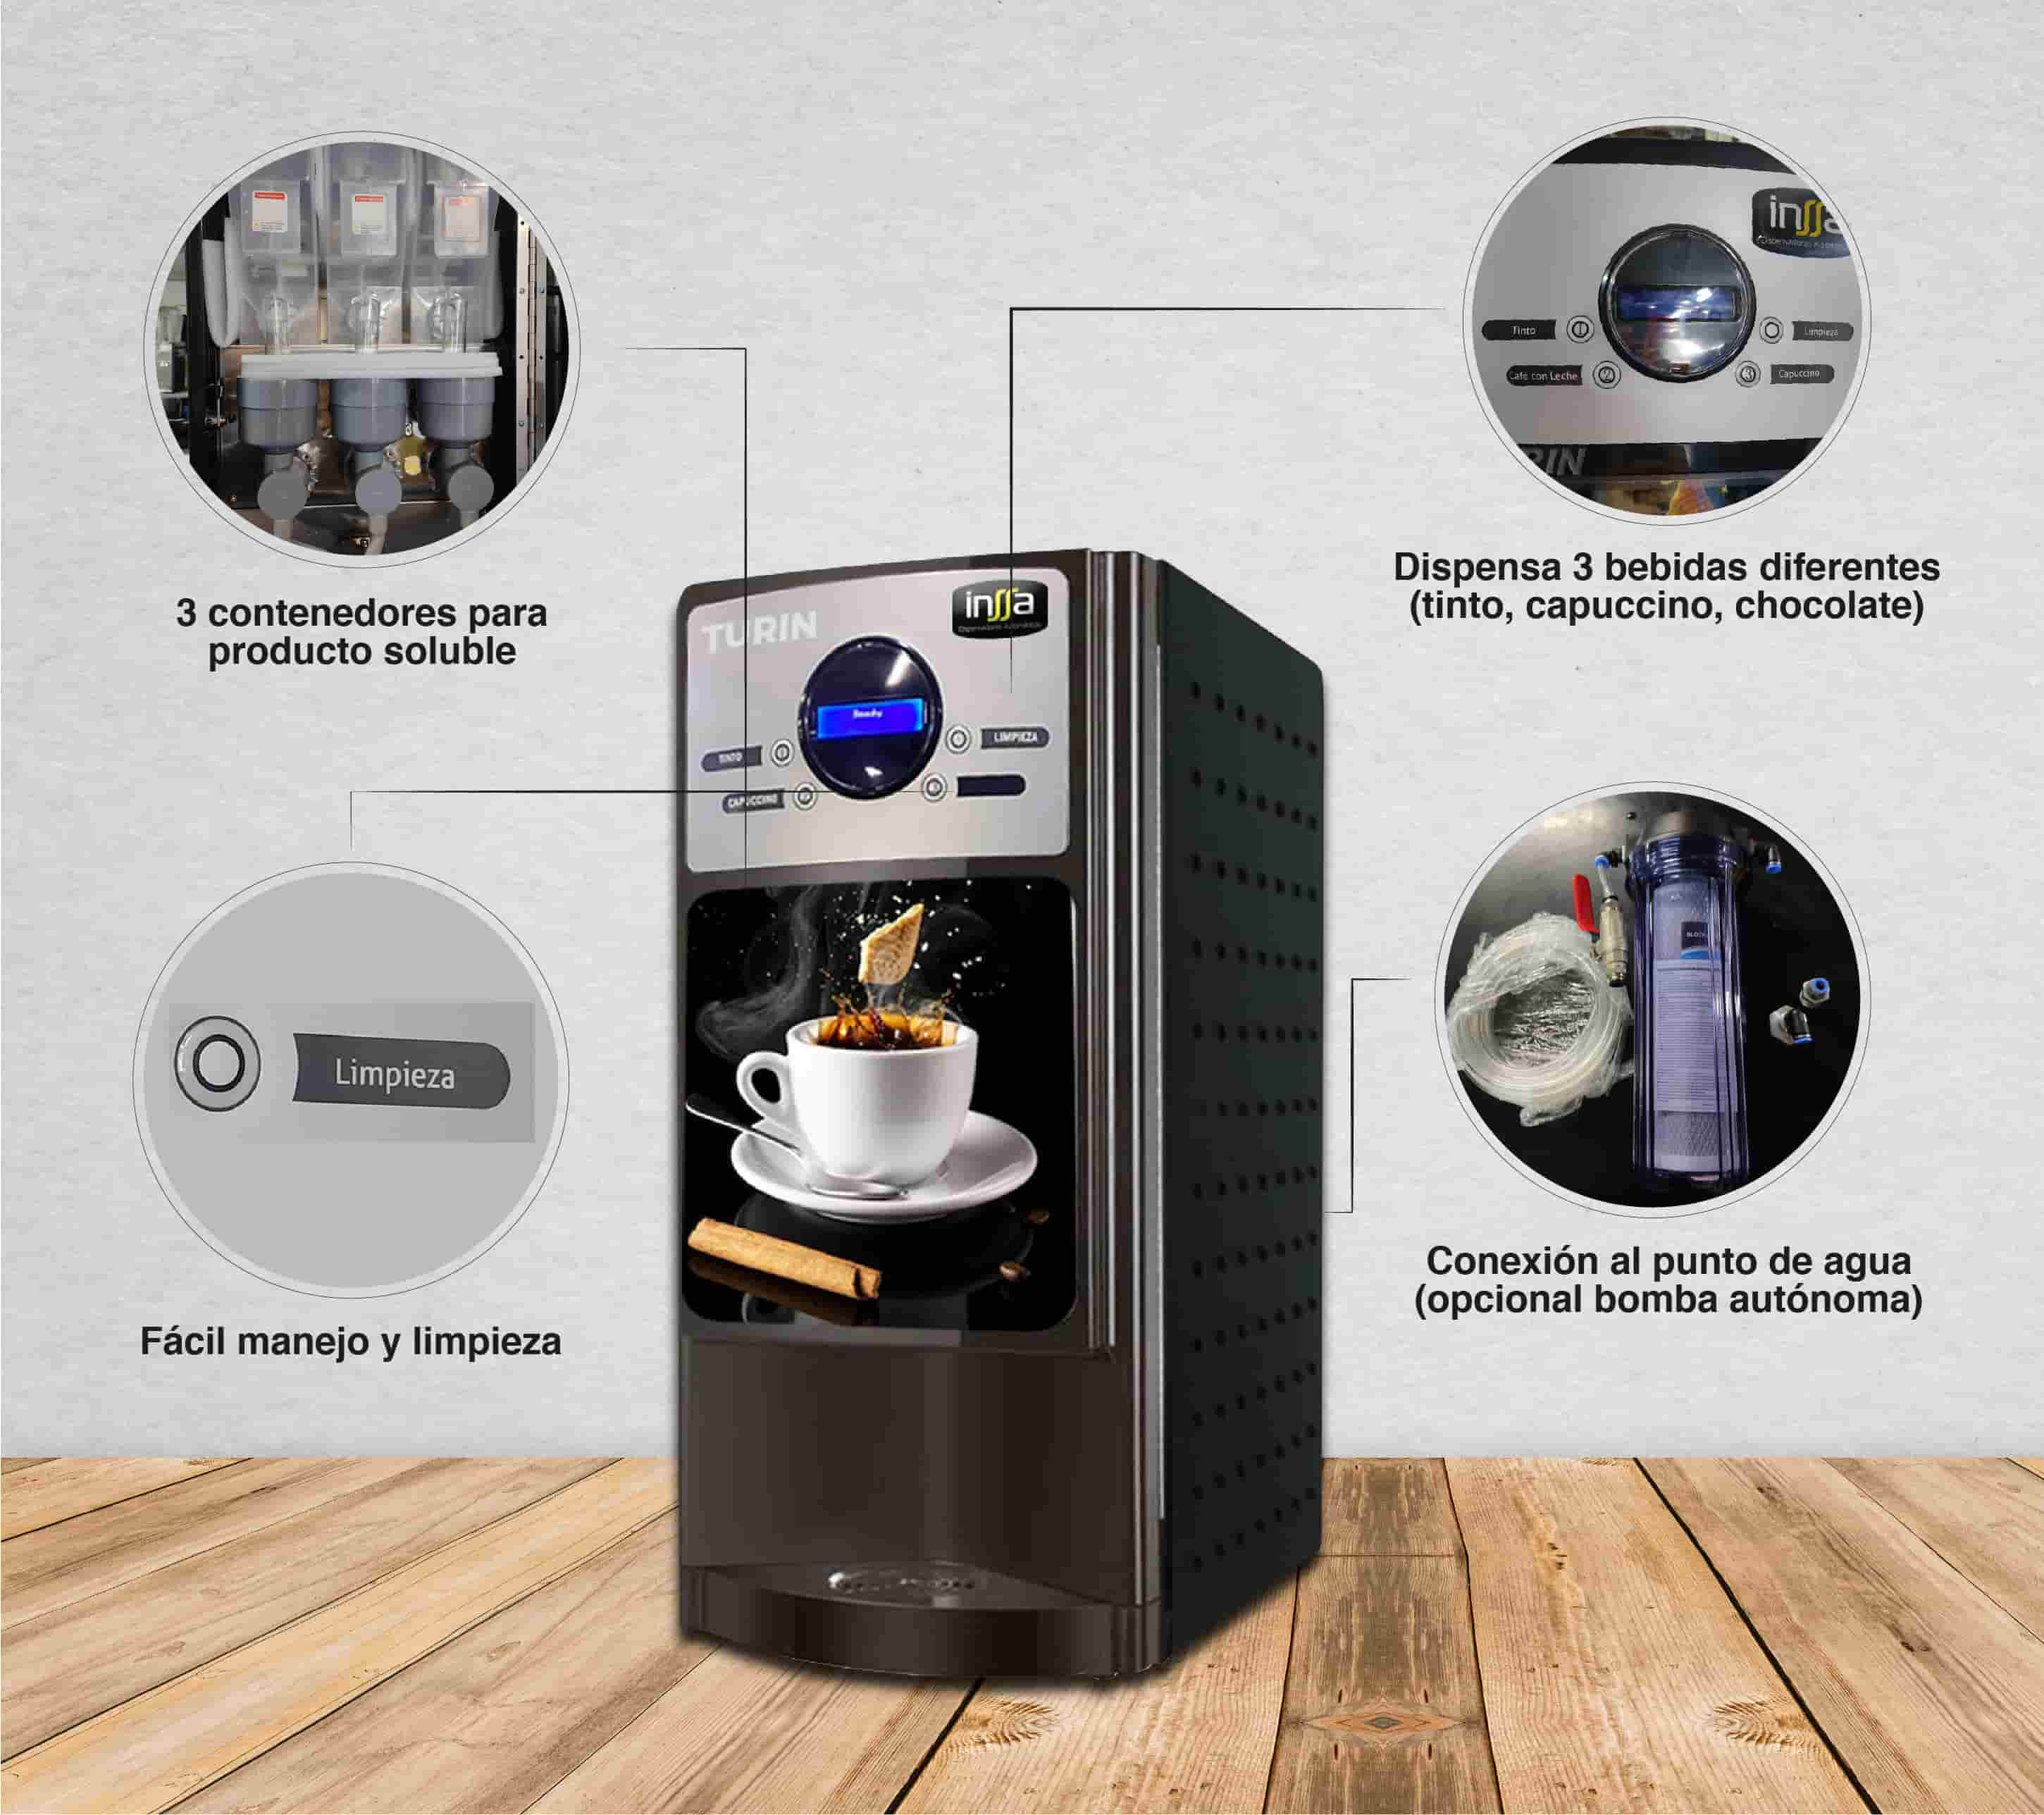 3 contenedores para
producto soluble
inssa
Tinto
Limpieza
Café con Leche
Capuccino
Dispensa 3 bebidas diferentes
(tinto, capuccino, chocolate)
TURIN
inssa
Dispensadores Automáticos
Ready
TINTO
LIMPIEZA
CAPUCCINO
Limpieza
Fácil manejo y limpieza
Conexión al punto de agua
(opcional bomba autónoma)